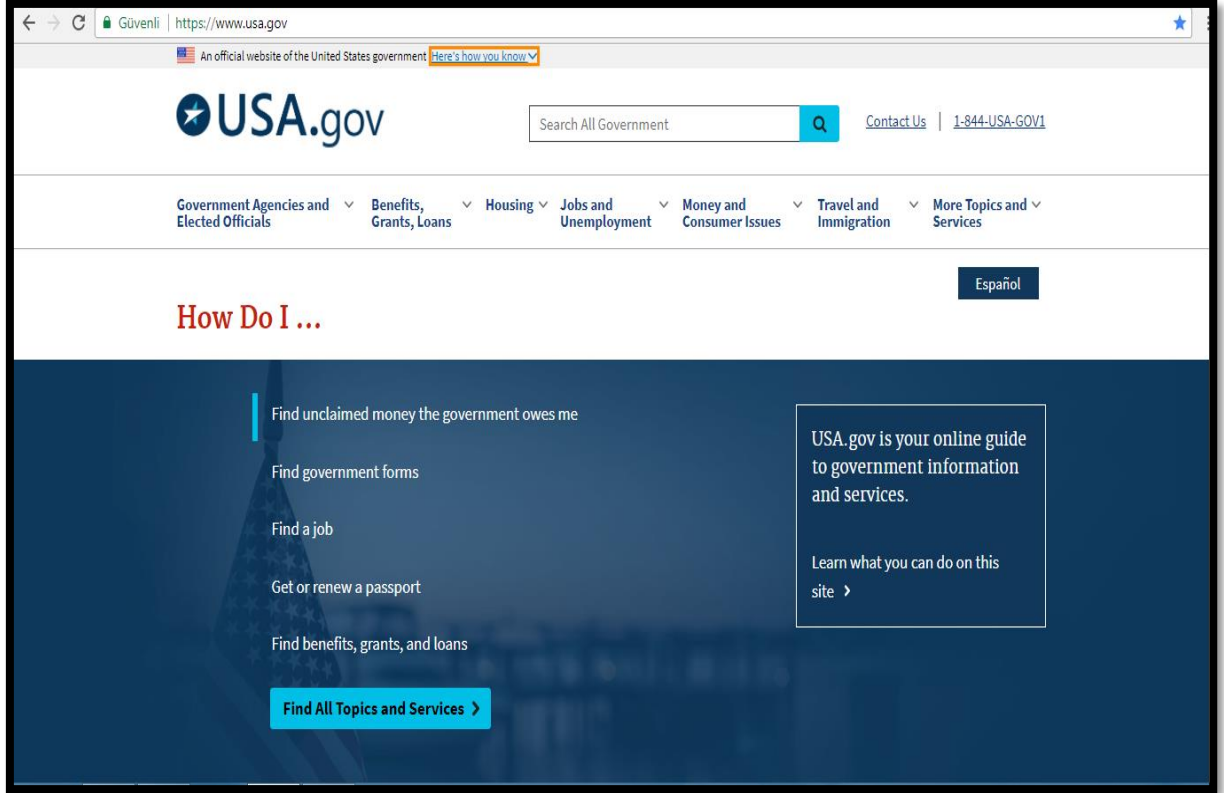 Güvenli | https://www.usa.gov
An official website of the United States government Here's how you know
USA.gov
Search All Government
Contact Us | 1-844-USA-GOV1
Government Agencies and Elected Officials
Benefits, Grants, Loans
Housing
Jobs and Unemployment
Money and Consumer Issues
Travel and Immigration
More Topics and Services
Español
How Do I ...
Find unclaimed money the government owes me
Find government forms
Find a job
Get or renew a passport
Find benefits, grants, and loans
Find All Topics and Services
USA.gov is your online guide
to government information
and services.
Learn what you can do on this
site